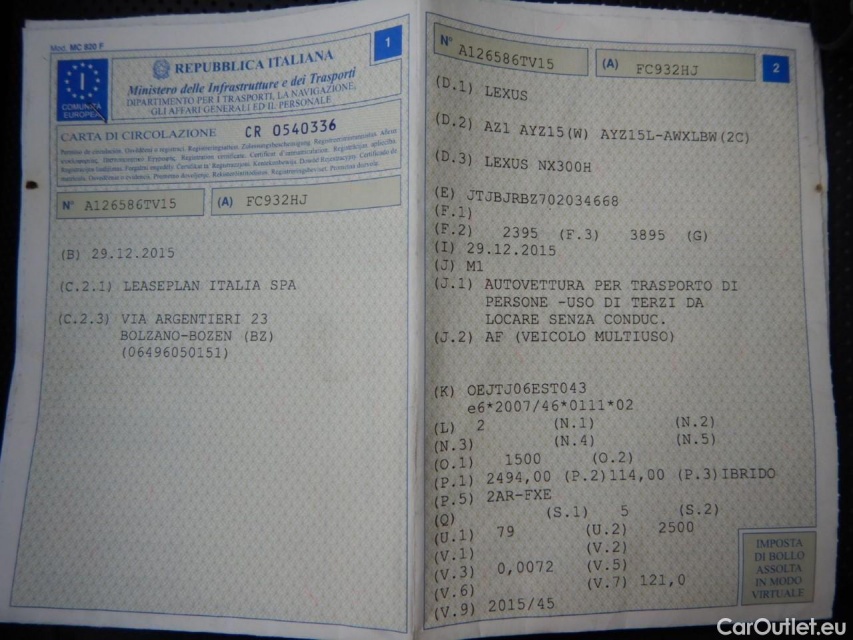 Mod. MC 820 F
1
REPUBBLICA ITALIANA
Ministero delle Infrastrutture e dei Trasporti
DIPARTIMENTO PER I TRASPORTI, LA NAVIGAZIONE,
GLI AFFARI GENERALI ED IL PERSONALE
I
COMUNITÀ
EUROPEA
CARTA DI CIRCOLAZIONE CR 0540336
N° A126586TV15 (A) FC932HJ
(B) 29.12.2015
(C.2.1) LEASEPLAN ITALIA SPA
(C.2.3) VIA ARGENTIERI 23
BOLZANO-BOZEN (BZ)
(06496050151)
N° A126586TV15 (A) FC932HJ 2
(D.1) LEXUS
(D.2) AZ1 AYZ15(W) AYZ15L-AWXLBW(2C)
(D.3) LEXUS NX300H
(E) JTJBJRBZ702034668
(F.1)
(F.2) 2395 (F.3) 3895 (G)
(I) 29.12.2015
(J) M1
(J.1) AUTOVETTURA PER TRASPORTO DI
PERSONE -USO DI TERZI DA
LOCARE SENZA CONDUC.
(J.2) AF (VEICOLO MULTIUSO)
(K) OEJTJ06EST043
e6*2007/46*0111*02
(L) 2 (N.1) (N.2)
(N.3) (N.4) (N.5)
(O.1) 1500 (O.2)
(P.1) 2494,00 (P.2)114,00 (P.3)IBRIDO
(P.5) 2AR-FXE
(Q) (S.1) 5 (S.2)
(U.1) 79 (U.2) 2500
(V.1) (V.2)
(V.3) 0,0072 (V.5)
(V.6) (V.7) 121,0
(V.9) 2015/45
IMPOSTA
DI BOLLO
ASSOLTA
IN MODO
VIRTUALE
CarOutlet.eu